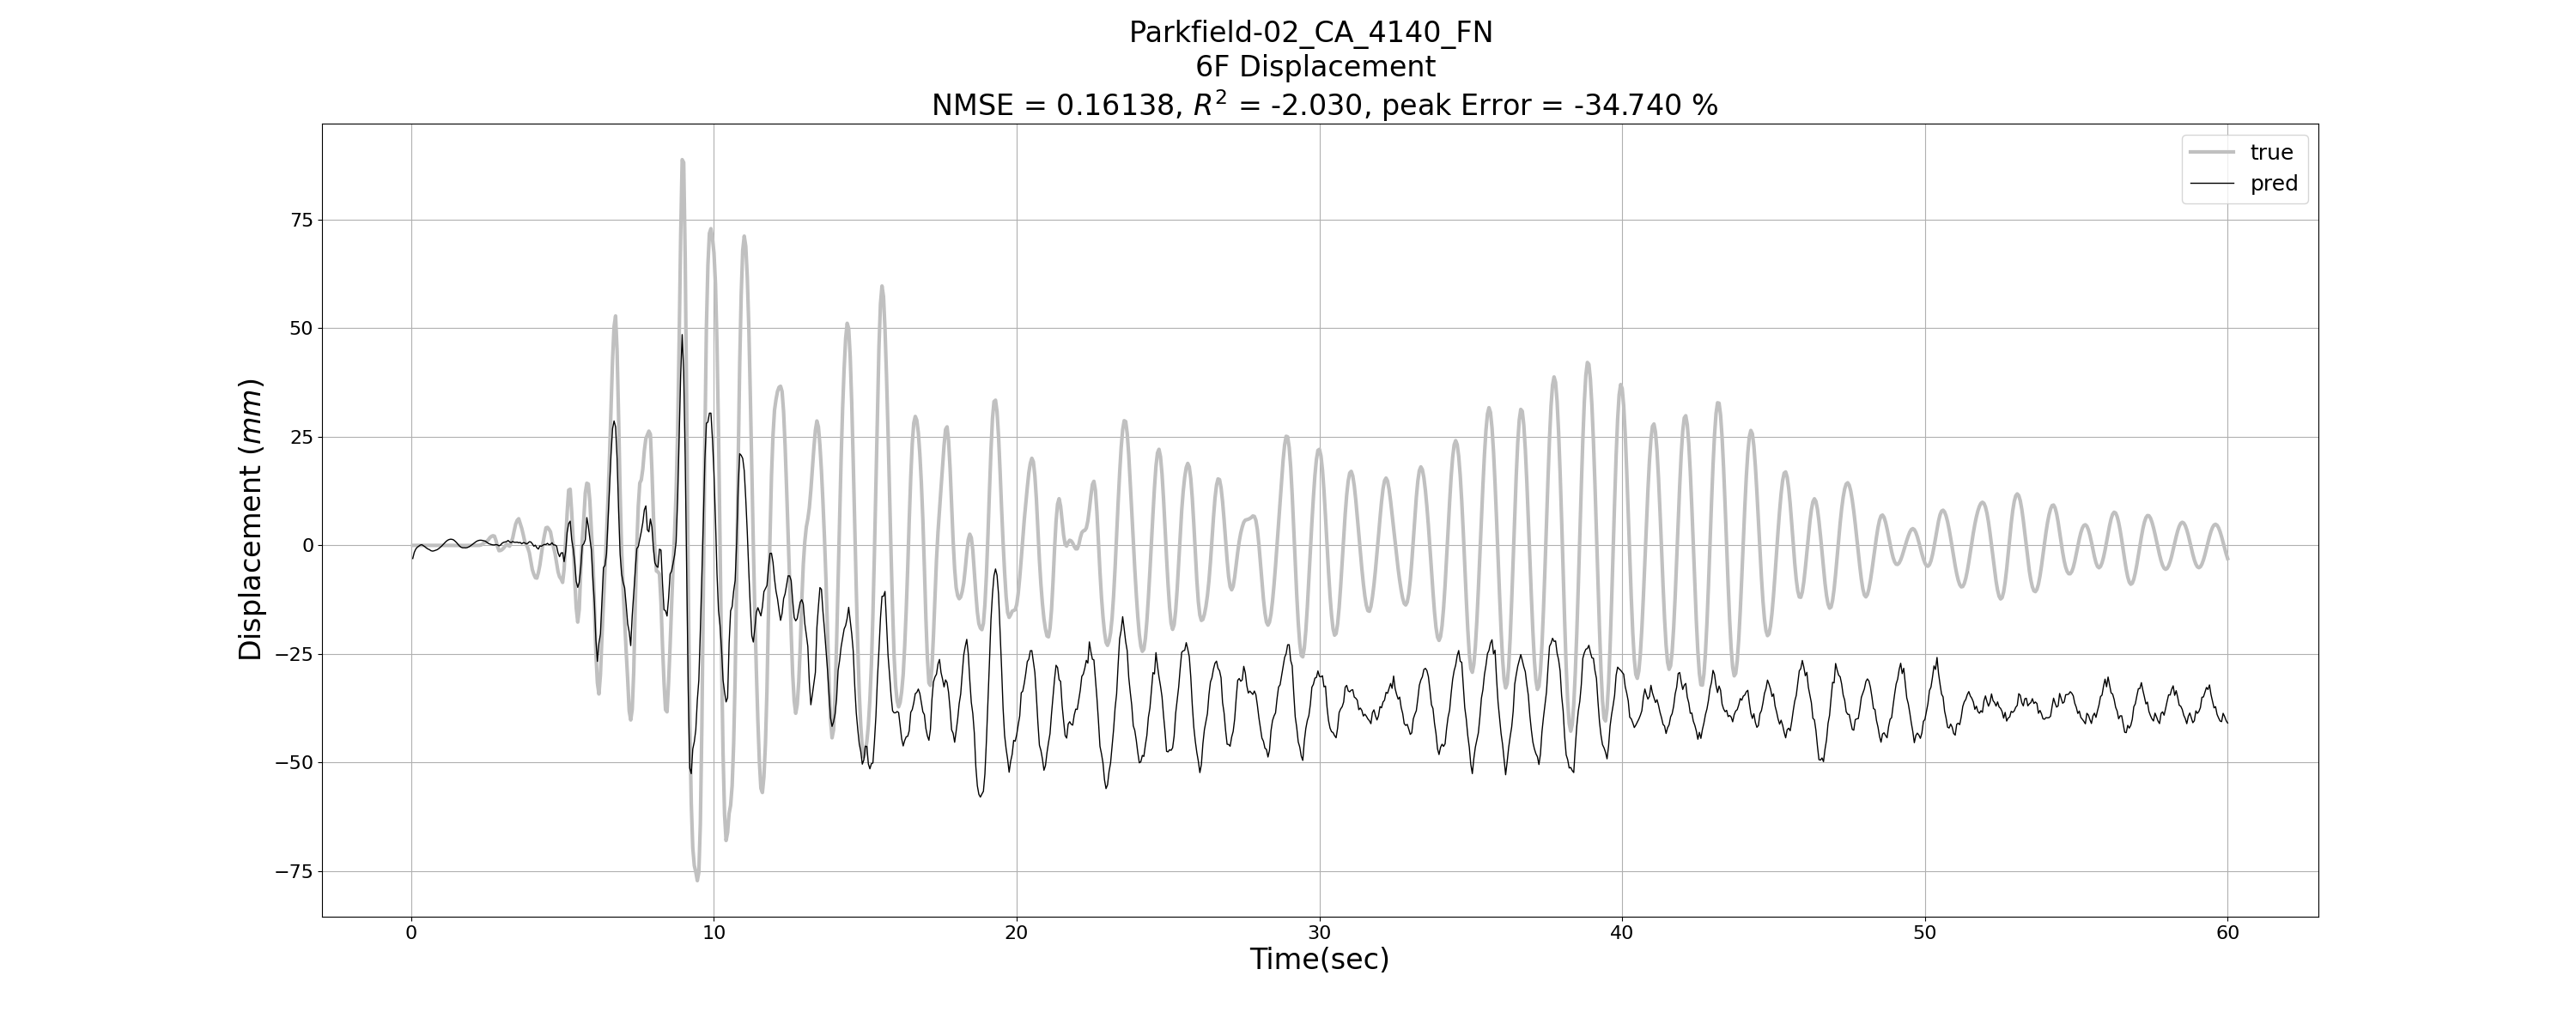 Parkfield-02_CA_4140_FN
6F Displacement
NMSE = 0.16138, R² = -2.030, peak Error = -34.740 %
true
pred
75
50
25
0
−25
−50
−75
Displacement (mm)
0 10 20 30 40 50 60
Time(sec)